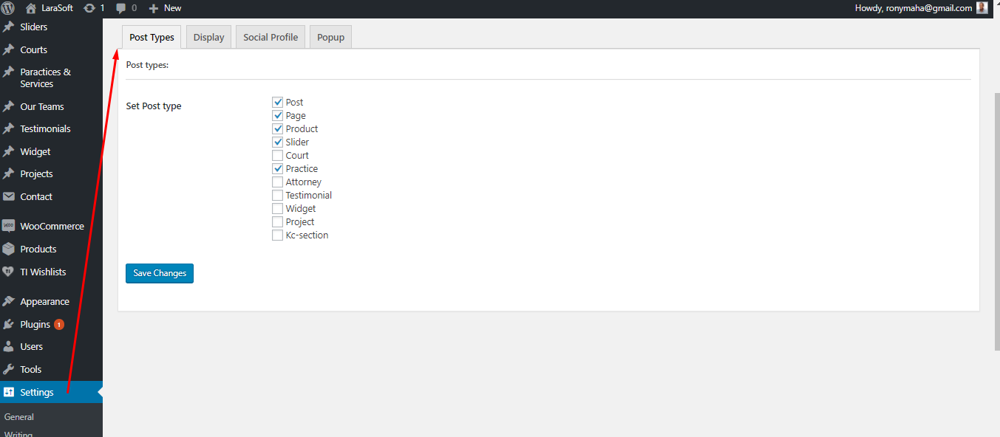 LaraSoft 1 0 New
Howdy, ronymaha@gmail.com
Sliders
Courts
Paractices &
Services
Our Teams
Testimonials
Widget
Projects
Contact
WOO WooCommerce
Products
TI TI Wishlists
Appearance
Plugins 1
Users
Tools
Settings
General
Writing
Post Types Display Social Profile Popup
Post types:
Set Post type
Post
Page
Product
Slider
Court
Practice
Attorney
Testimonial
Widget
Project
Kc-section
Save Changes